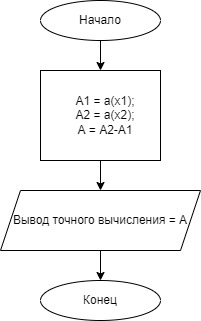 Начало
A1 = a(x1);
A2 = a(x2);
A = A2-A1
Вывод точного вычисления = A
Конец